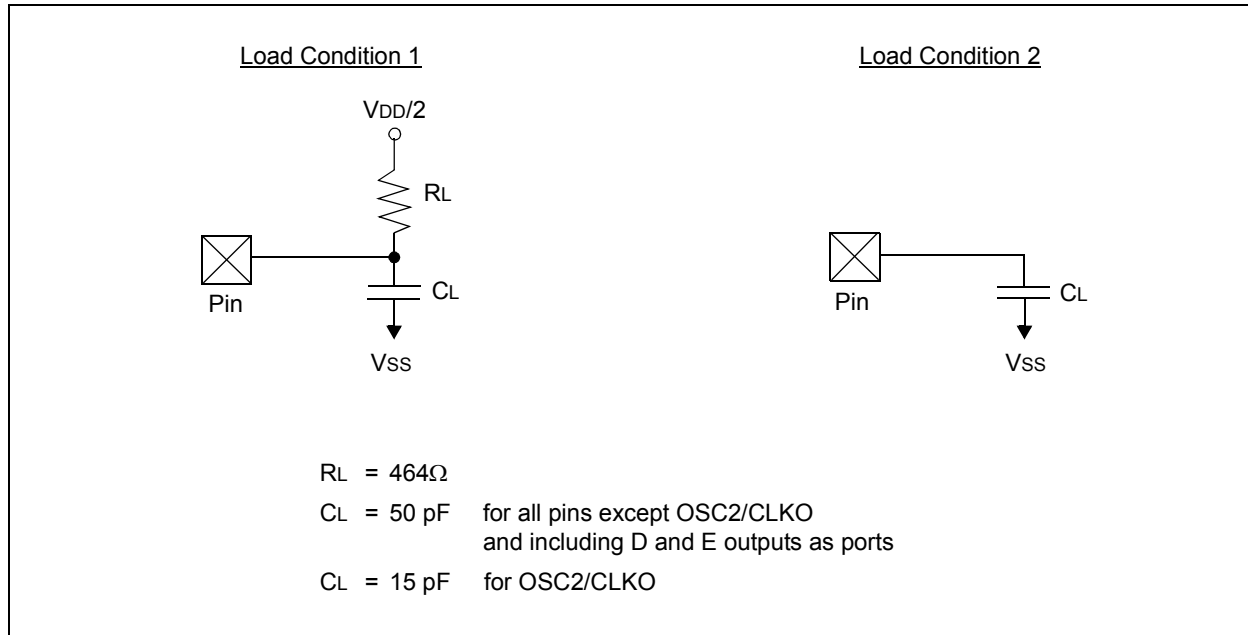 Load Condition 1
VDD/2
RL
Pin
CL
VSS
Load Condition 2
Pin
CL
VSS
RL = 464Ω
CL = 50 pF for all pins except OSC2/CLKO
and including D and E outputs as ports
CL = 15 pF for OSC2/CLKO